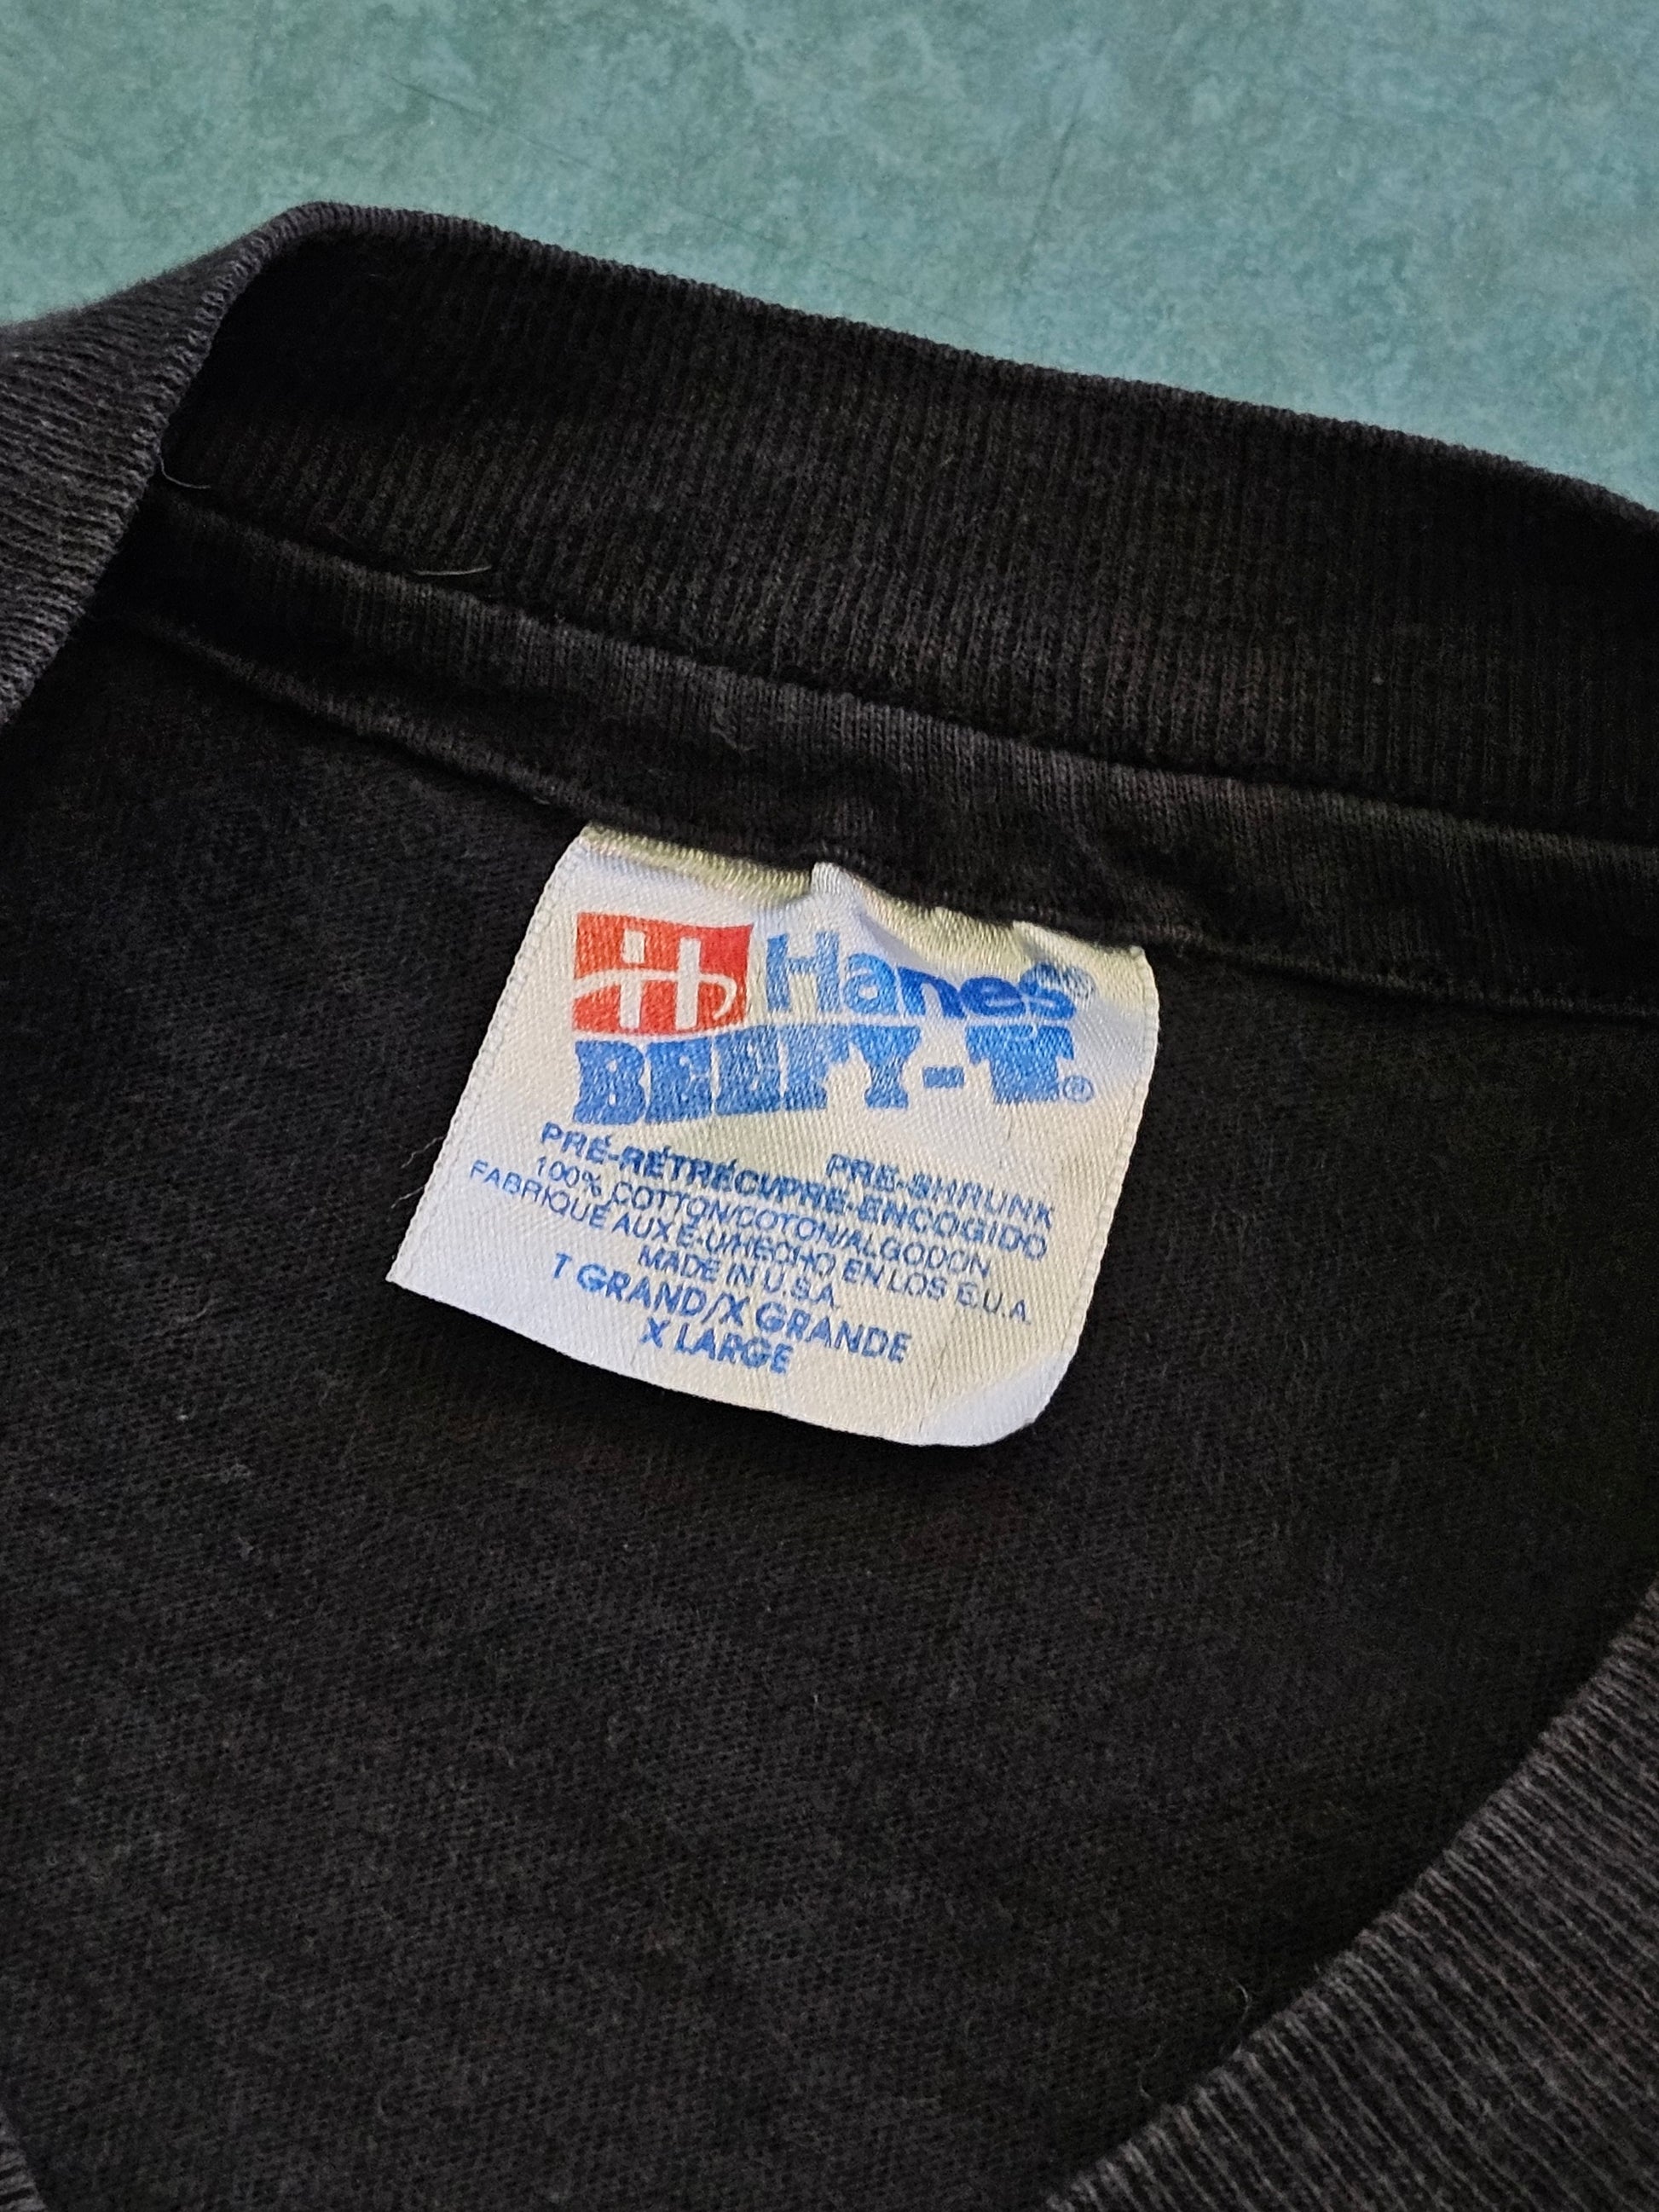 H Hanes®
BEEFY-T®
PRE-SHRUNK
PRÉ-RÉTRÉCI/PRE-ENCOGIDO
100% COTTON/COTON/ALGODON
FABRIQUÉ AUX É-U/HECHO EN LOS E.U.A.
MADE IN U.S.A.
T GRAND/X GRANDE
X LARGE